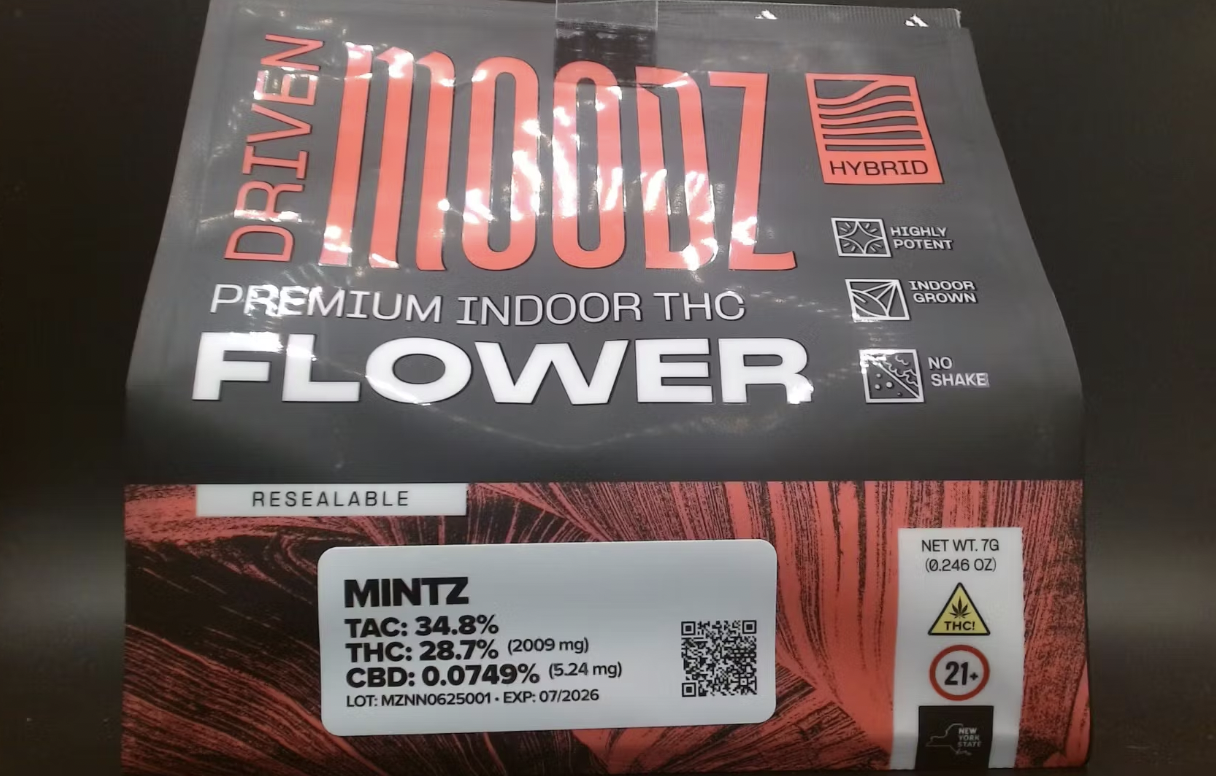 DRIVEN
MOODZ
HYBRID
HIGHLY
POTENT
INDOOR
GROWN
NO
SHAKE
PREMIUM INDOOR THC
FLOWER
RESEALABLE
MINTZ
TAC: 34.8%
THC: 28.7% (2009 mg)
CBD: 0.0749% (5.24 mg)
LOT: MZNN0625001 • EXP: 07/2026
NET WT. 7G
(0.246 OZ)
THC!
21+
NEW
YORK
STATE